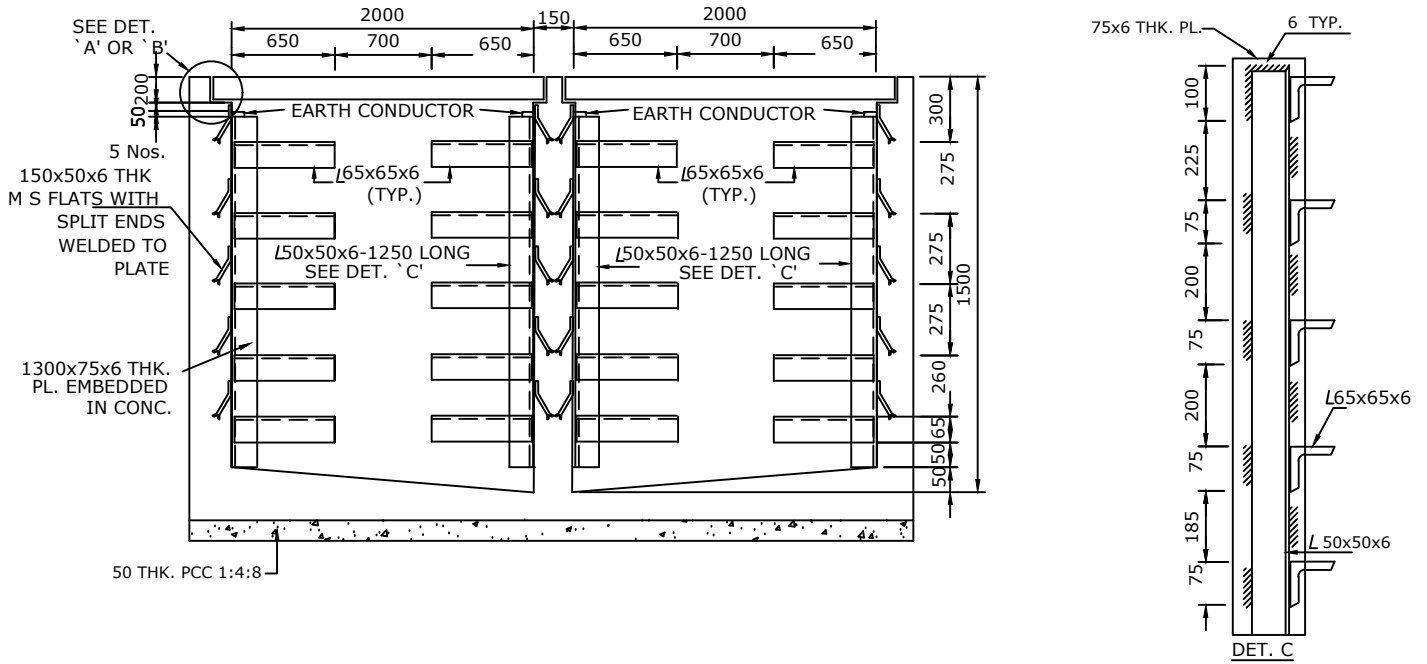 SEE DET.
`A' OR `B'
2000
150
2000
650
700
650
650
700
650
200
50
50
EARTH CONDUCTOR
EARTH CONDUCTOR
300
275
275
275
260
65
50
50
1500
5 Nos.
150x50x6 THK
M S FLATS WITH
SPLIT ENDS
WELDED TO
PLATE
L65x65x6
(TYP.)
L65x65x6
(TYP.)
L50x50x6-1250 LONG
SEE DET. `C'
L50x50x6-1250 LONG
SEE DET. `C'
1300x75x6 THK.
PL. EMBEDDED
IN CONC.
50 THK. PCC 1:4:8
75x6 THK. PL.
6 TYP.
100
225
75
200
75
200
75
185
75
L65x65x6
L 50x50x6
DET. C